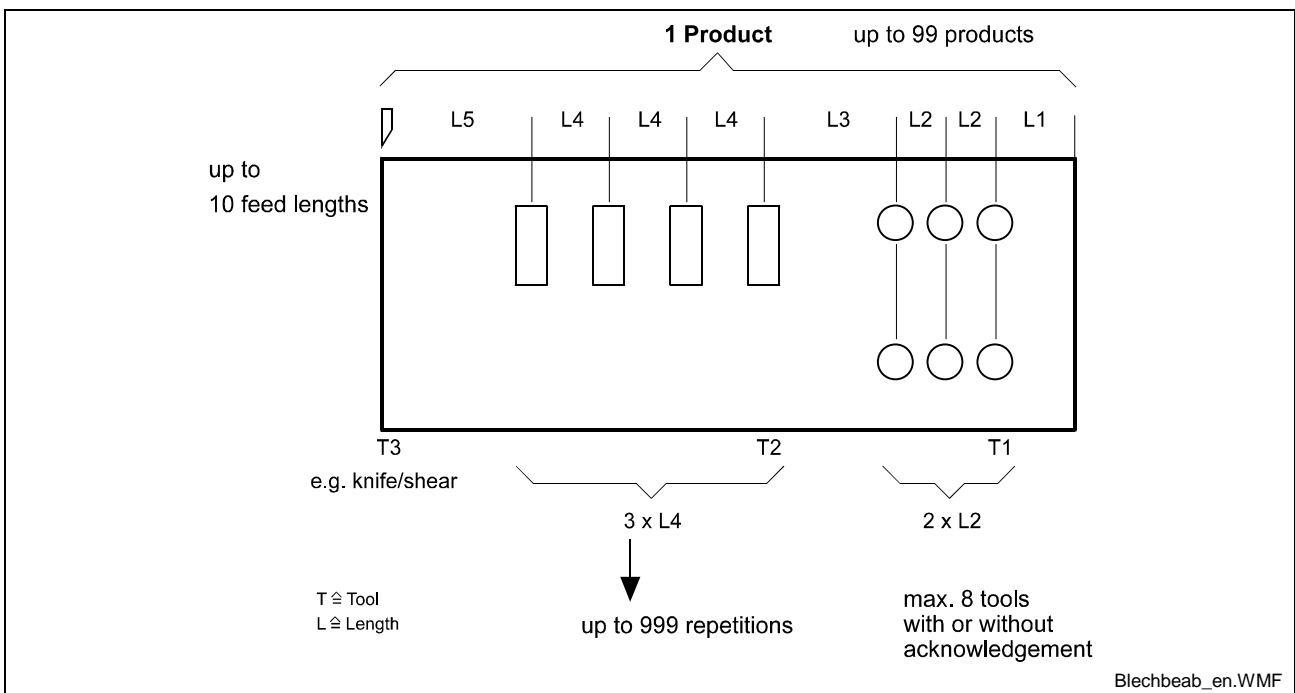 1 Product up to 99 products
L5 L4 L4 L4 L3 L2 L2 L1
up to
10 feed lengths
T3 T2 T1
e.g. knife/shear
3 x L4 2 x L2
T ≙ Tool
L ≙ Length
up to 999 repetitions
max. 8 tools
with or without
acknowledgement
Blechbeab_en.WMF